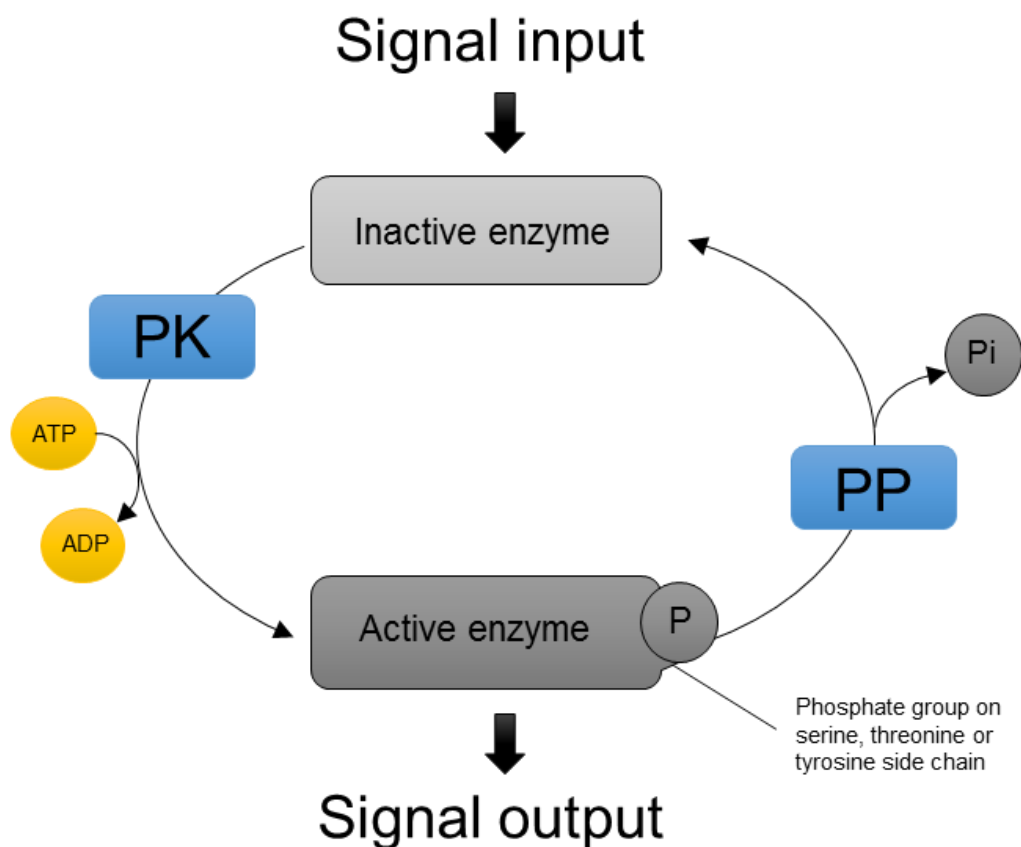 Signal input
Inactive enzyme
PK
Pi
ATP
PP
ADP
Active enzyme
P
Phosphate group on
serine, threonine or
tyrosine side chain
Signal output